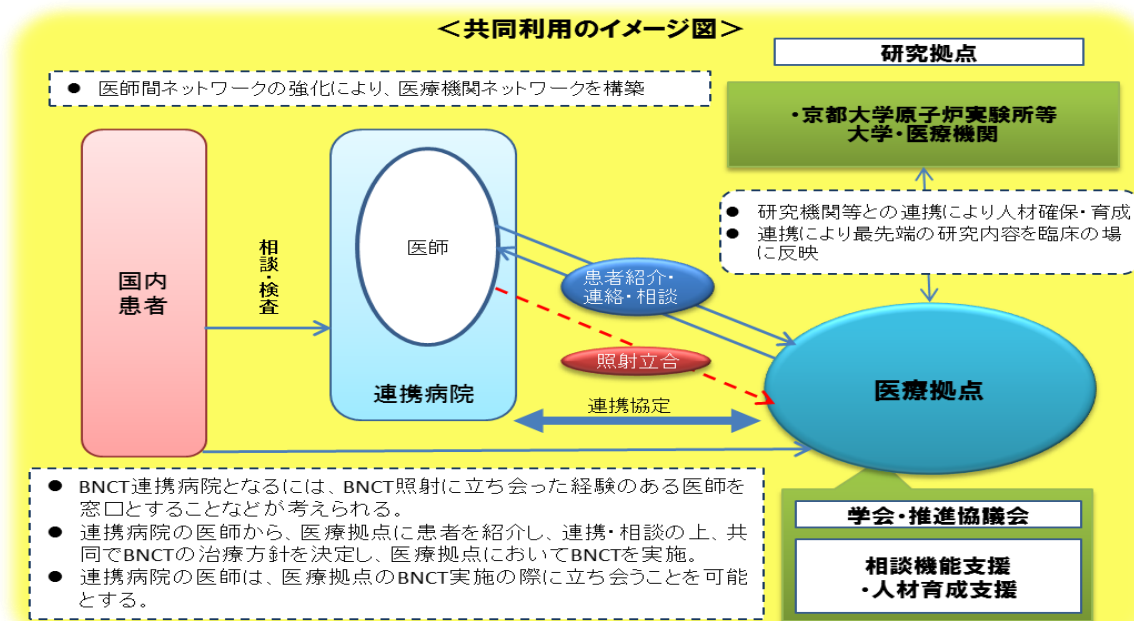 ＜共同利用のイメージ図＞
研究拠点
● 医師間ネットワークの強化により、医療機関ネットワークを構築
・京都大学原子炉実験所等
大学・医療機関
● 研究機関等との連携により人材確保・育成
● 連携により最先端の研究内容を臨床の場
に反映
国内
患者
相談・検査
医師
連携病院
患者紹介・
連絡・相談
照射立合
連携協定
医療拠点
● BNCT連携病院となるには、BNCT照射に立ち会った経験のある医師を
窓口とすることなどが考えられる。
● 連携病院の医師から、医療拠点に患者を紹介し、連携・相談の上、共
同でBNCTの治療方針を決定し、医療拠点においてBNCTを実施。
● 連携病院の医師は、医療拠点のBNCT実施の際に立ち会うことを可能
とする。
学会・推進協議会
相談機能支援
・人材育成支援